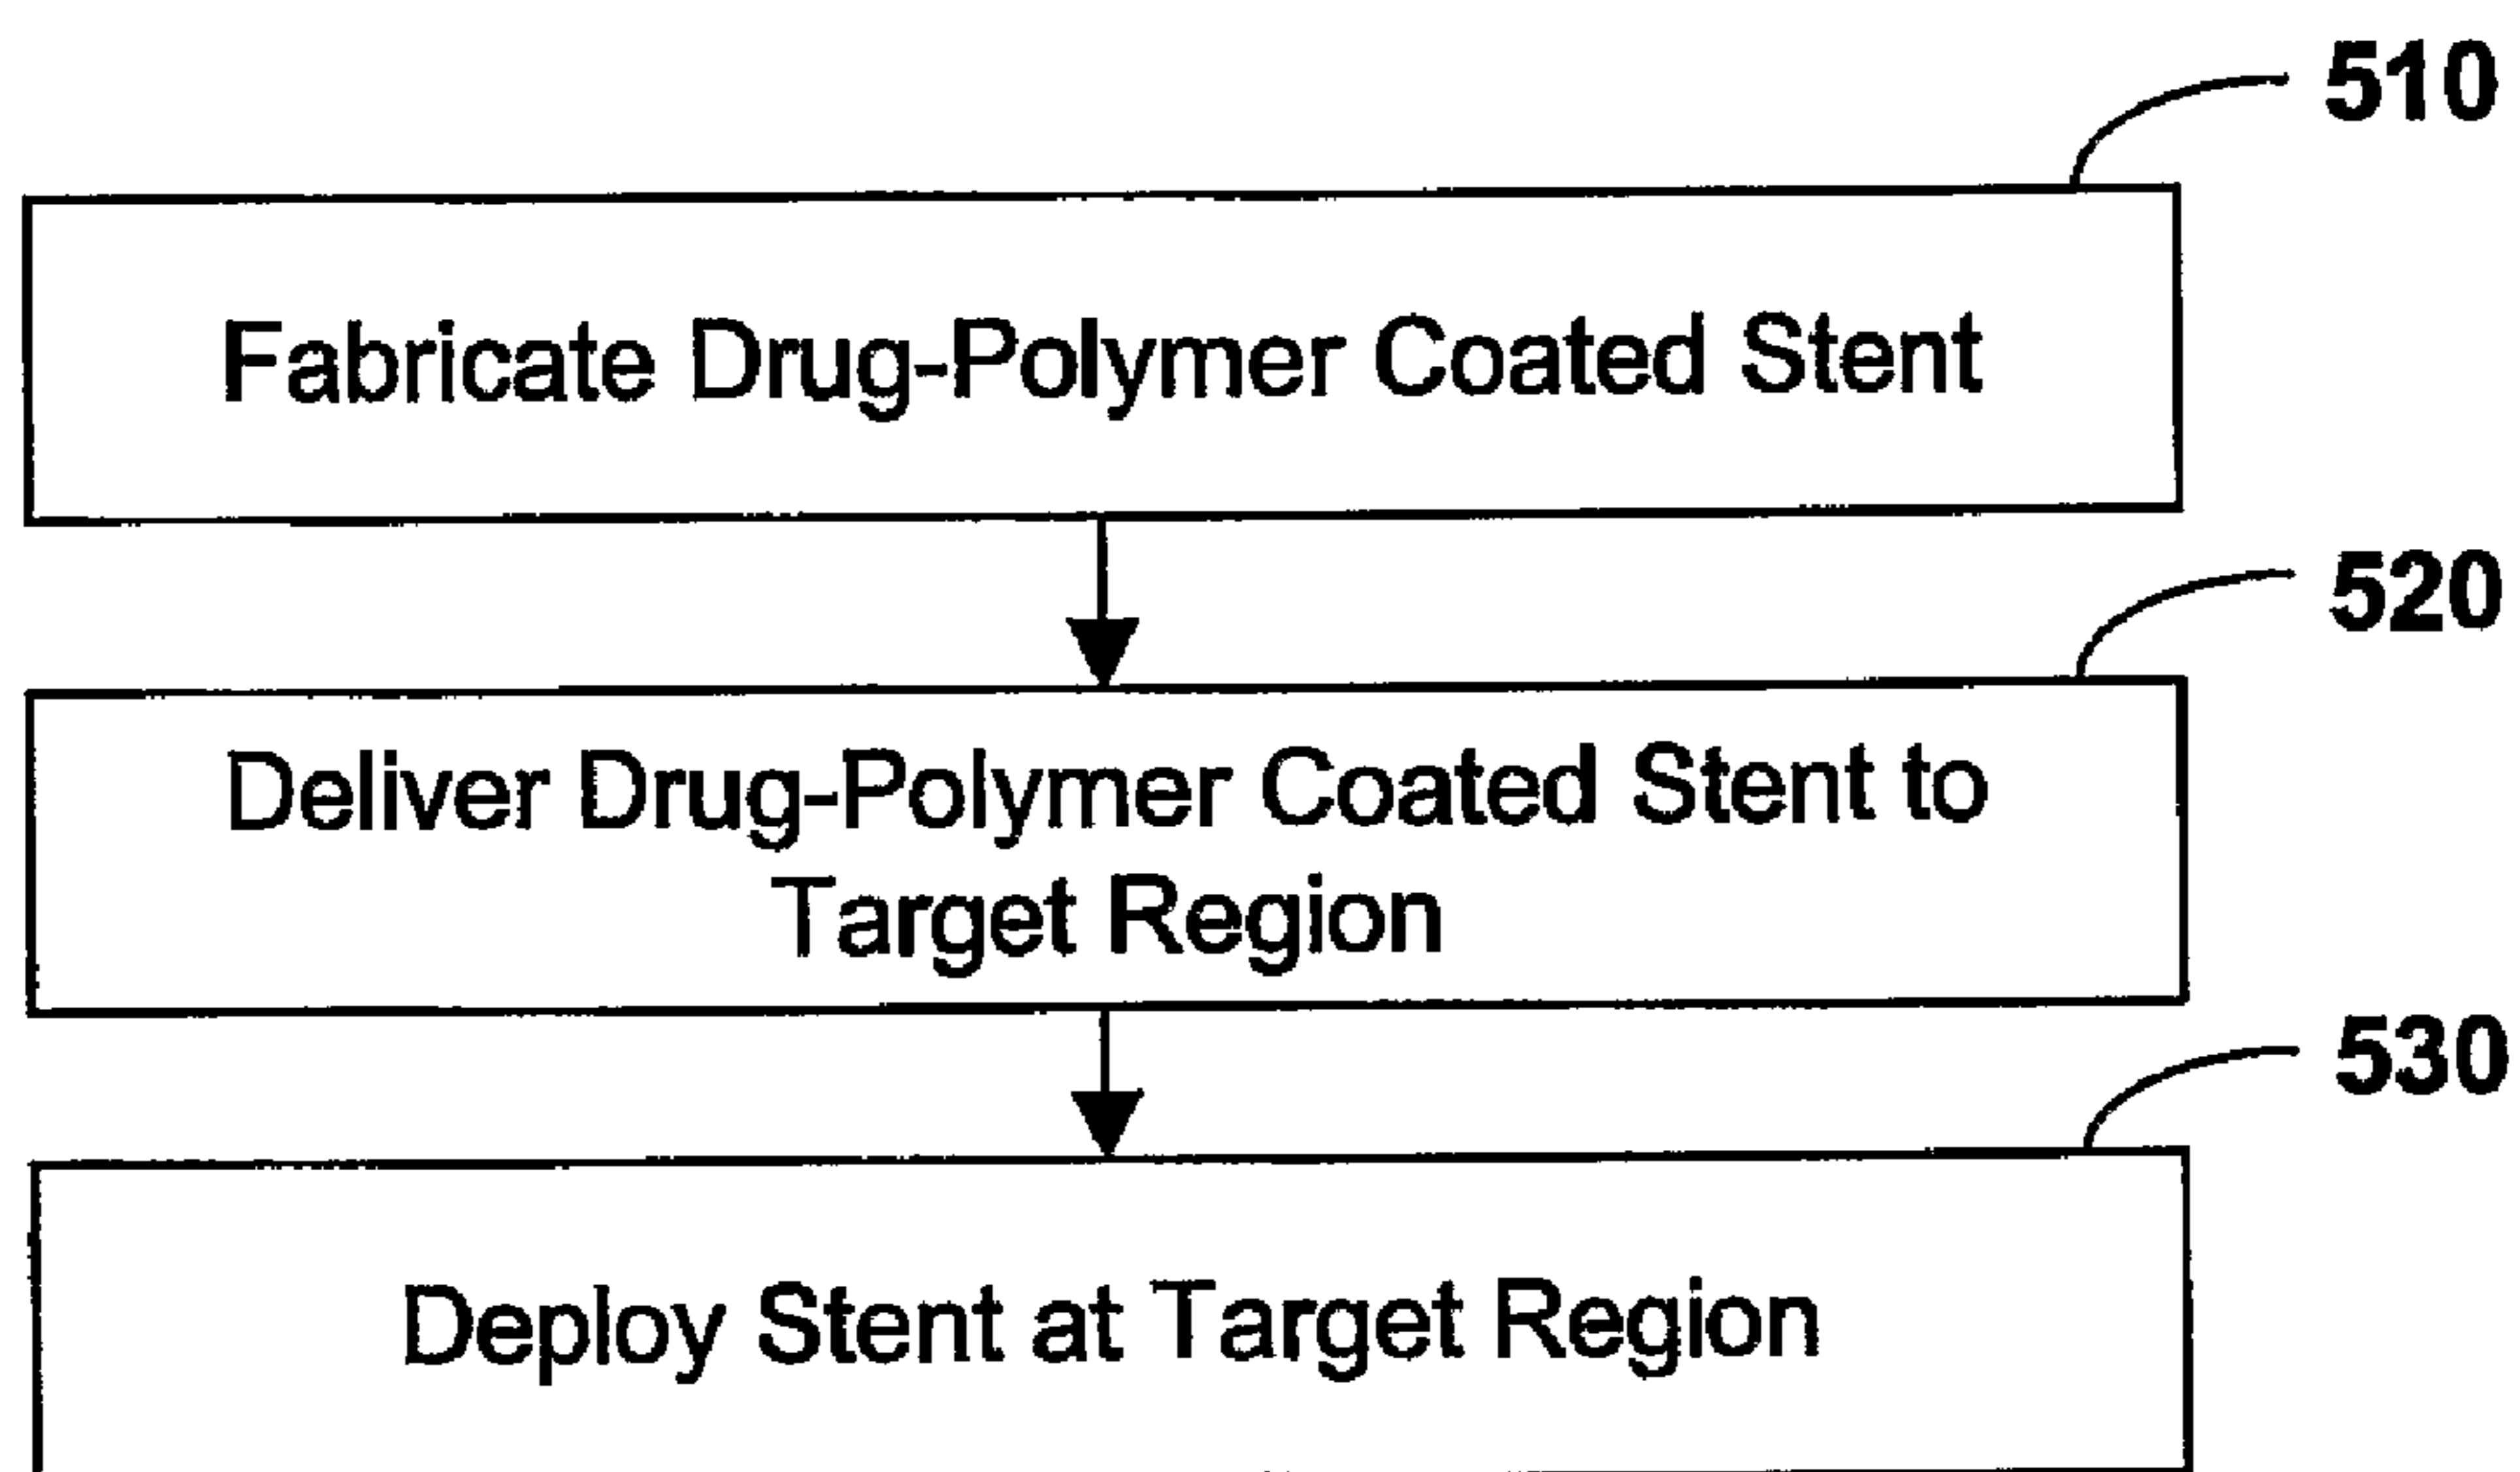 510
Fabricate Drug-Polymer Coated Stent
520
Deliver Drug-Polymer Coated Stent to
Target Region
530
Deploy Stent at Target Region